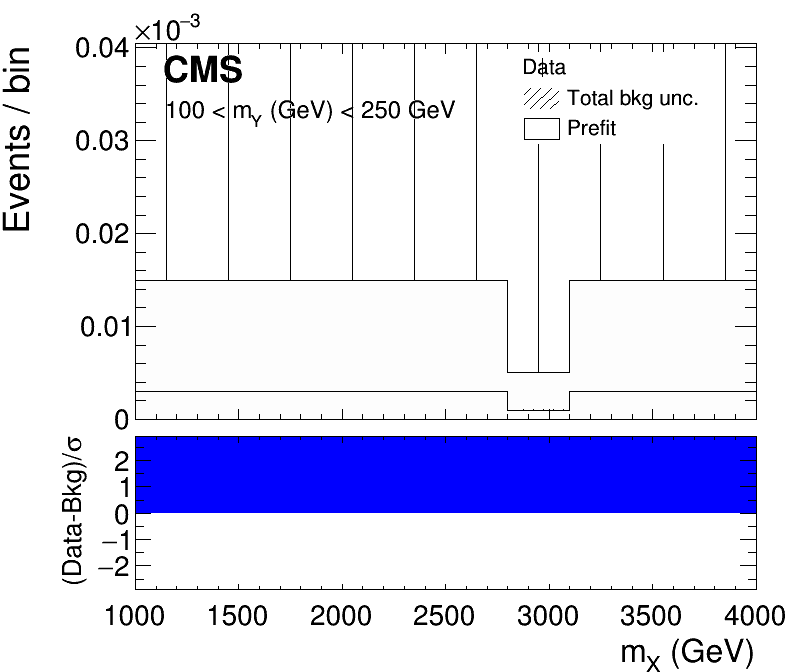 ×10⁻³
Events / bin
0.04
0.03
0.02
0.01
0
CMS
100 < m_Y (GeV) < 250 GeV
Data
Total bkg unc.
Prefit
(Data-Bkg)/σ
2
1
0
−1
−2
1000 1500 2000 2500 3000 3500 4000
m_X (GeV)